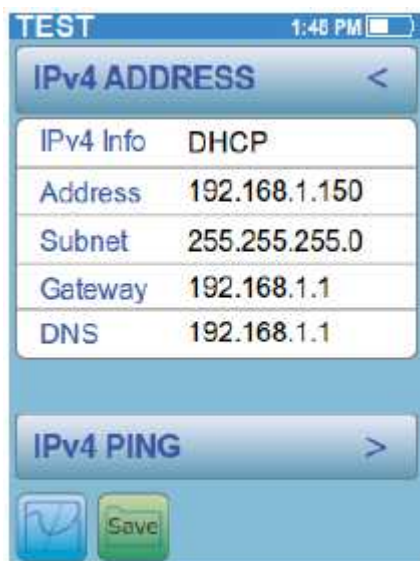 TEST 1:46 PM
IPv4 ADDRESS <
IPv4 Info DHCP
Address 192.168.1.150
Subnet 255.255.255.0
Gateway 192.168.1.1
DNS 192.168.1.1
IPv4 PING >
Save